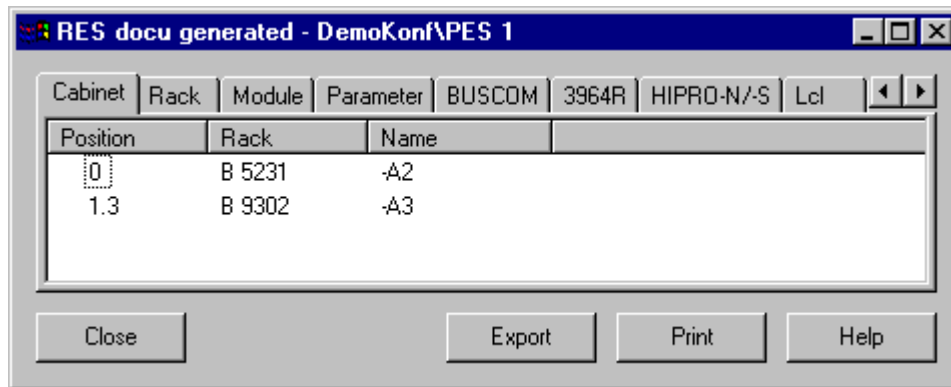 RES docu generated - DemoKonf\PES 1
Cabinet Rack Module Parameter BUSCOM 3964R HIPRO-N/-S Lcl
Position Rack Name
0 B 5231 -A2
1.3 B 9302 -A3
Close Export Print Help